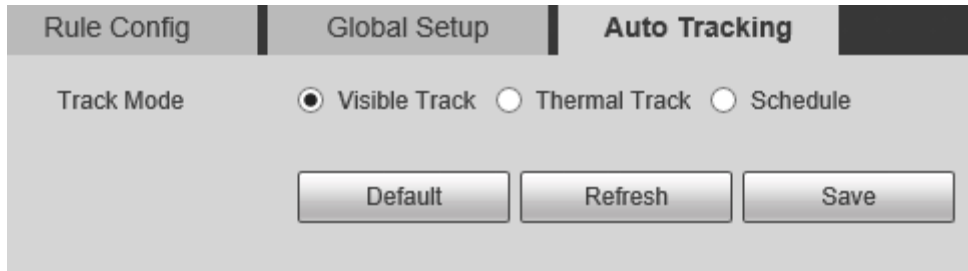 Rule Config Global Setup Auto Tracking
Track Mode Visible Track Thermal Track Schedule
Default Refresh Save